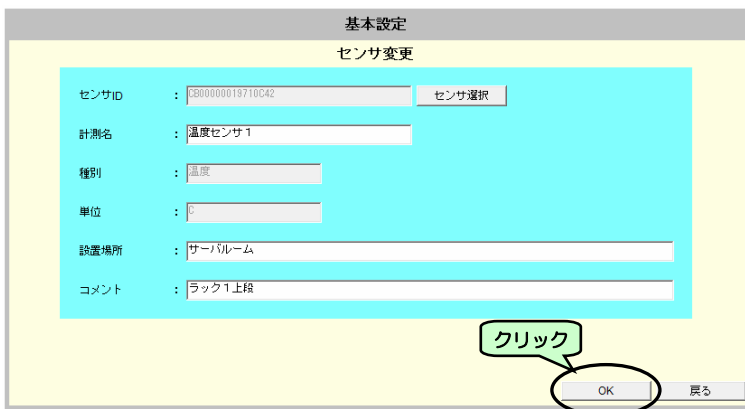 基本設定
センサ変更
センサID : CB00000019710C42 センサ選択
計測名 : 温度センサ1
種別 : 温度
単位 : C
設置場所 : サーバルーム
コメント : ラック1上段
クリック
OK 戻る